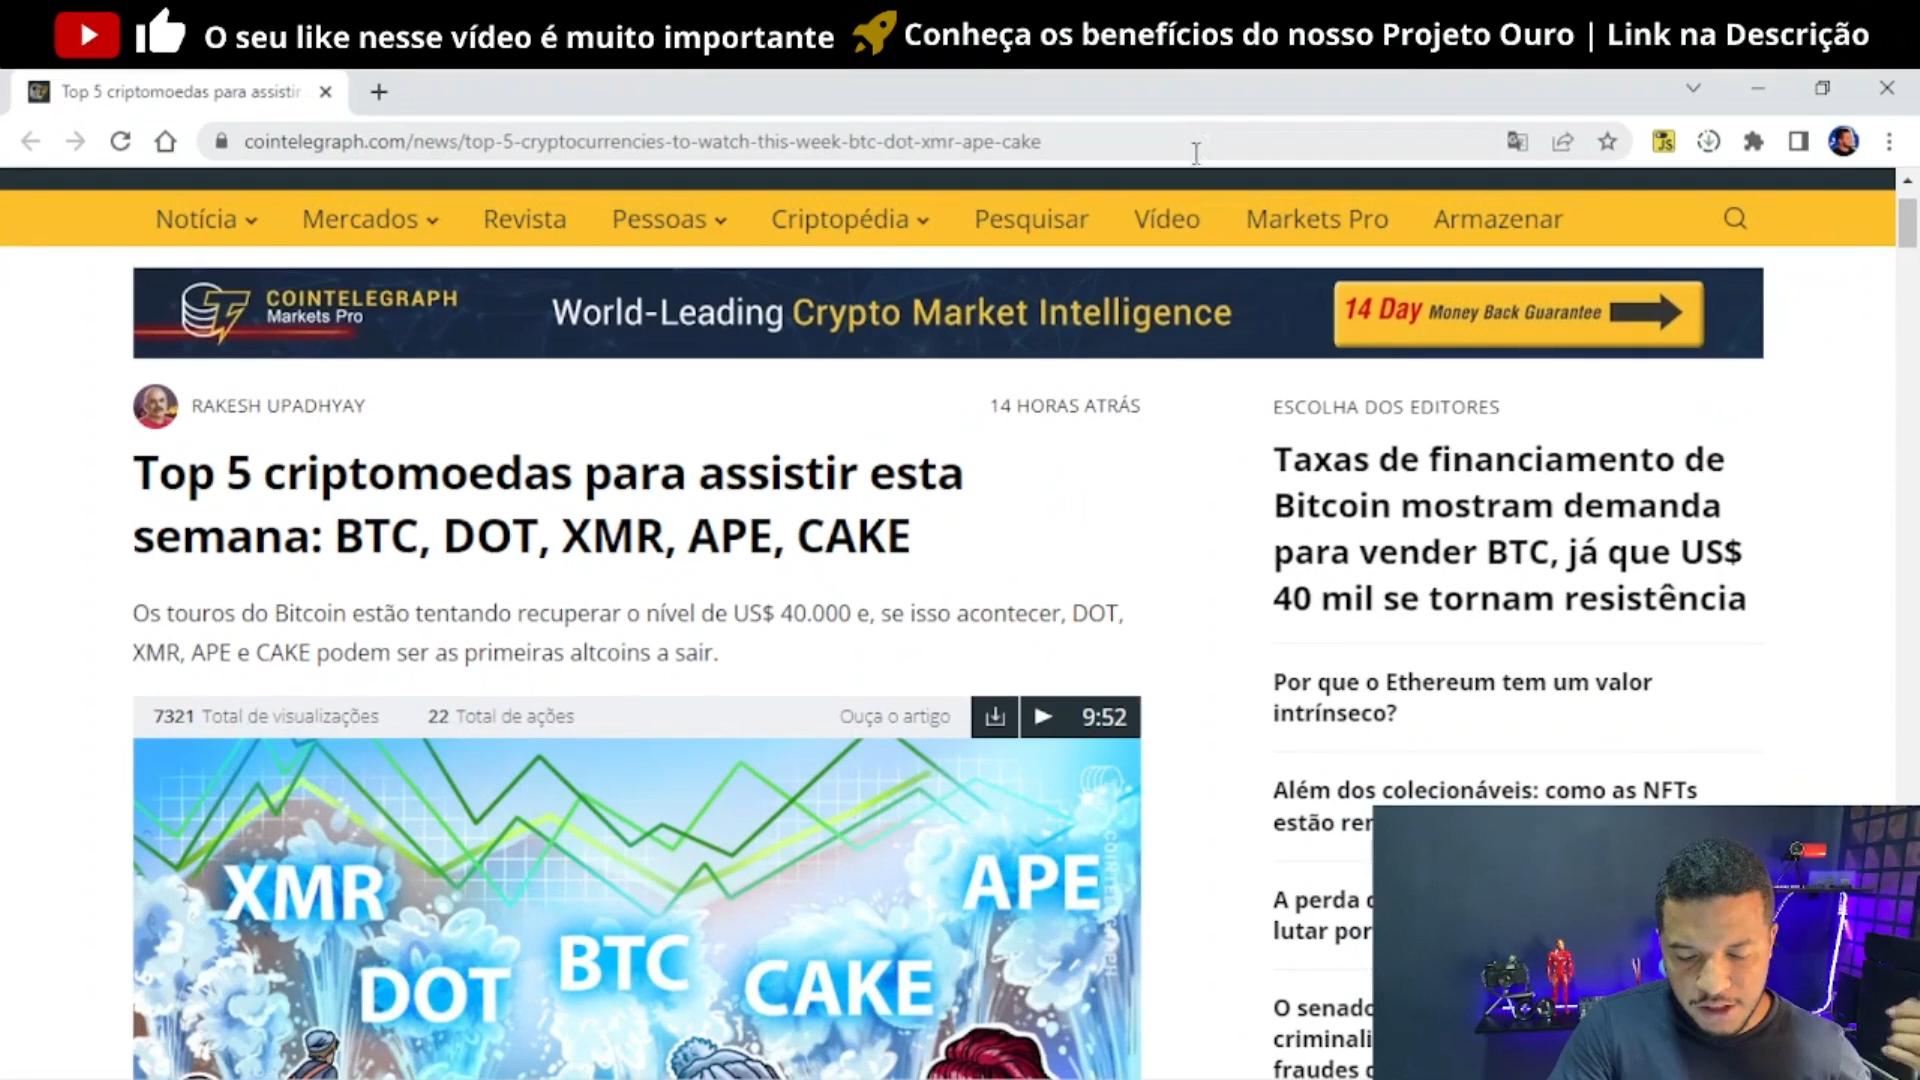 O seu like nesse vídeo é muito importante
Conheça os benefícios do nosso Projeto Ouro | Link na Descrição
Top 5 criptomoedas para assistir
cointelegraph.com/news/top-5-cryptocurrencies-to-watch-this-week-btc-dot-xmr-ape-cake
JS
Notícia Mercados Revista Pessoas Criptopédia Pesquisar Vídeo Markets Pro Armazenar
COINTELEGRAPH
Markets Pro
World-Leading Crypto Market Intelligence
14 Day Money Back Guarantee
RAKESH UPADHYAY
14 HORAS ATRÁS
Top 5 criptomoedas para assistir esta
semana: BTC, DOT, XMR, APE, CAKE
Os touros do Bitcoin estão tentando recuperar o nível de US$ 40.000 e, se isso acontecer, DOT,
XMR, APE e CAKE podem ser as primeiras altcoins a sair.
7321 Total de visualizações 22 Total de ações Ouça o artigo 9:52
XMR
APE
BTC
DOT
CAKE
ESCOLHA DOS EDITORES
Taxas de financiamento de
Bitcoin mostram demanda
para vender BTC, já que US$
40 mil se tornam resistência
Por que o Ethereum tem um valor
intrínseco?
Além dos colecionáveis: como as NFTs
estão
A perda
lutar por
O
fraudes